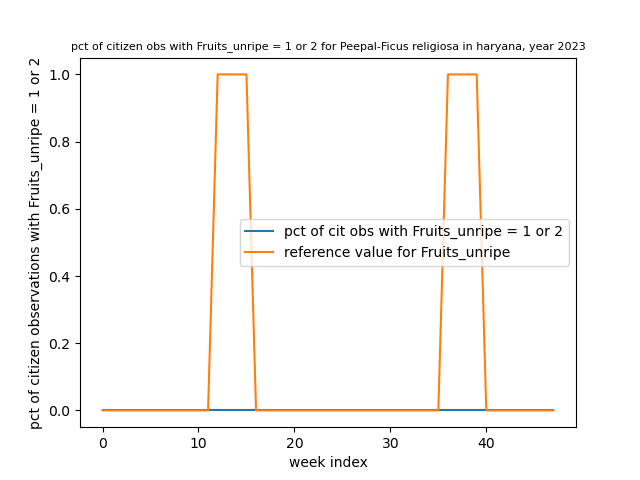 pct of citizen obs with Fruits_unripe = 1 or 2 for Peepal-Ficus religiosa in haryana, year 2023
pct of citizen observations with Fruits_unripe = 1 or 2
1.0
0.8
0.6
0.4
0.2
0.0
pct of cit obs with Fruits_unripe = 1 or 2
reference value for Fruits_unripe
0 10 20 30 40
week index